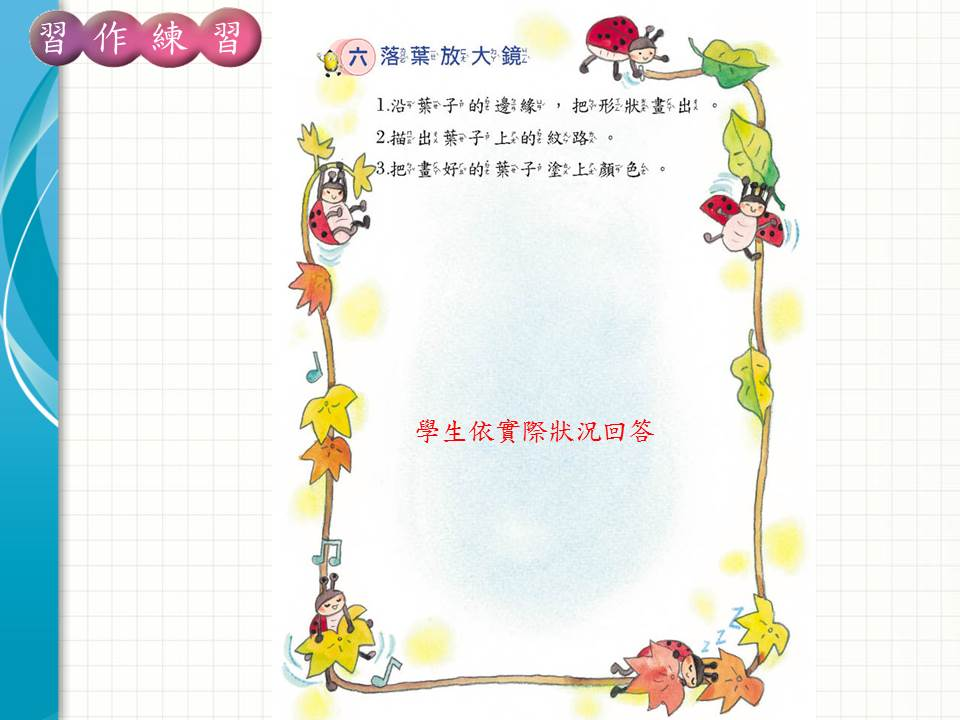 習作練習
六 落葉放大鏡
1.沿葉子的邊緣，把形狀畫出。
2.描出葉子上的紋路。
3.把畫好的葉子塗上顏色。
學生依實際狀況回答
z z z z